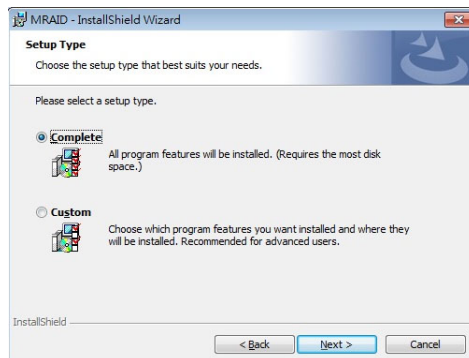 MRAID - InstallShield Wizard
Setup Type
Choose the setup type that best suits your needs.
Please select a setup type.
Complete
All program features will be installed. (Requires the most disk
space.)
Custom
Choose which program features you want installed and where they
will be installed. Recommended for advanced users.
InstallShield
< Back
Next >
Cancel